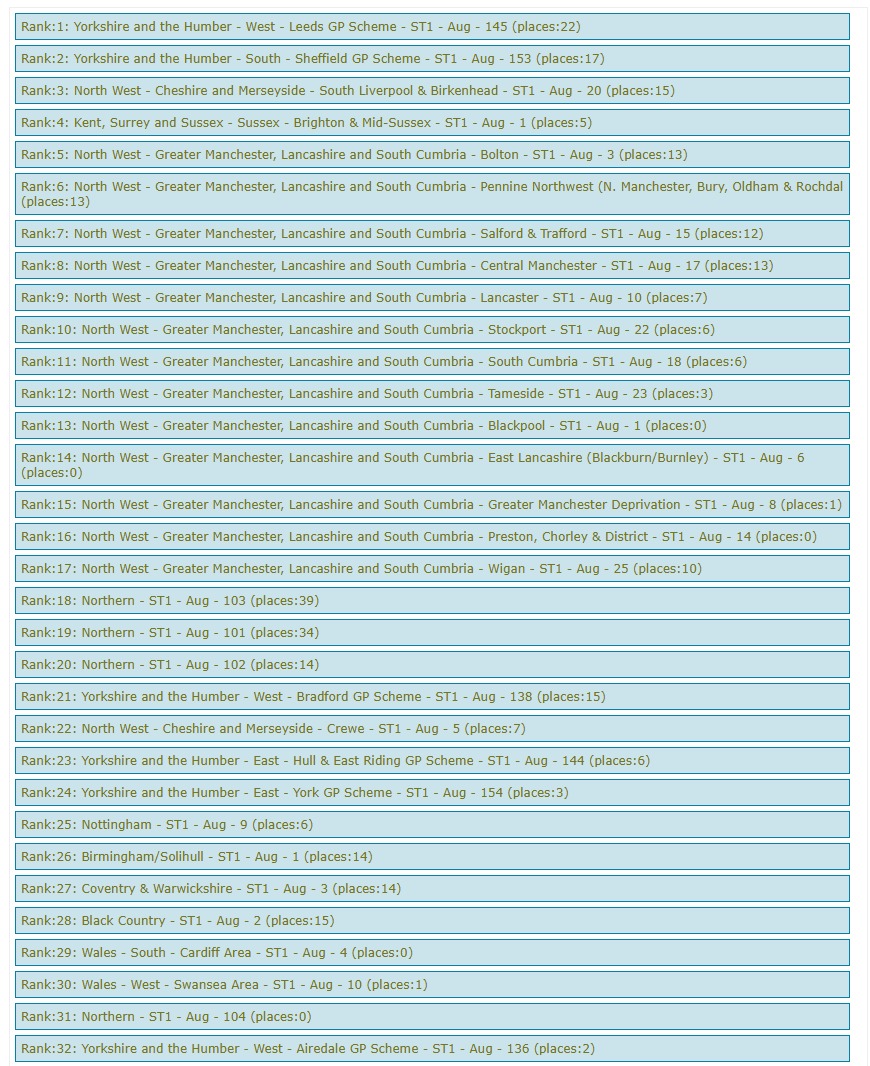 Rank:1: Yorkshire and the Humber - West - Leeds GP Scheme - ST1 - Aug - 145 (places:22)
Rank:2: Yorkshire and the Humber - South - Sheffield GP Scheme - ST1 - Aug - 153 (places:17)
Rank:3: North West - Cheshire and Merseyside - South Liverpool & Birkenhead - ST1 - Aug - 20 (places:15)
Rank:4: Kent, Surrey and Sussex - Sussex - Brighton & Mid-Sussex - ST1 - Aug - 1 (places:5)
Rank:5: North West - Greater Manchester, Lancashire and South Cumbria - Bolton - ST1 - Aug - 3 (places:13)
Rank:6: North West - Greater Manchester, Lancashire and South Cumbria - Pennine Northwest (N. Manchester, Bury, Oldham & Rochdal
(places:13)
Rank:7: North West - Greater Manchester, Lancashire and South Cumbria - Salford & Trafford - ST1 - Aug - 15 (places:12)
Rank:8: North West - Greater Manchester, Lancashire and South Cumbria - Central Manchester - ST1 - Aug - 17 (places:13)
Rank:9: North West - Greater Manchester, Lancashire and South Cumbria - Lancaster - ST1 - Aug - 10 (places:7)
Rank:10: North West - Greater Manchester, Lancashire and South Cumbria - Stockport - ST1 - Aug - 22 (places:6)
Rank:11: North West - Greater Manchester, Lancashire and South Cumbria - South Cumbria - ST1 - Aug - 18 (places:6)
Rank:12: North West - Greater Manchester, Lancashire and South Cumbria - Tameside - ST1 - Aug - 23 (places:3)
Rank:13: North West - Greater Manchester, Lancashire and South Cumbria - Blackpool - ST1 - Aug - 1 (places:0)
Rank:14: North West - Greater Manchester, Lancashire and South Cumbria - East Lancashire (Blackburn/Burnley) - ST1 - Aug - 6
(places:0)
Rank:15: North West - Greater Manchester, Lancashire and South Cumbria - Greater Manchester Deprivation - ST1 - Aug - 8 (places:1)
Rank:16: North West - Greater Manchester, Lancashire and South Cumbria - Preston, Chorley & District - ST1 - Aug - 14 (places:0)
Rank:17: North West - Greater Manchester, Lancashire and South Cumbria - Wigan - ST1 - Aug - 25 (places:10)
Rank:18: Northern - ST1 - Aug - 103 (places:39)
Rank:19: Northern - ST1 - Aug - 101 (places:34)
Rank:20: Northern - ST1 - Aug - 102 (places:14)
Rank:21: Yorkshire and the Humber - West - Bradford GP Scheme - ST1 - Aug - 138 (places:15)
Rank:22: North West - Cheshire and Merseyside - Crewe - ST1 - Aug - 5 (places:7)
Rank:23: Yorkshire and the Humber - East - Hull & East Riding GP Scheme - ST1 - Aug - 144 (places:6)
Rank:24: Yorkshire and the Humber - East - York GP Scheme - ST1 - Aug - 154 (places:3)
Rank:25: Nottingham - ST1 - Aug - 9 (places:6)
Rank:26: Birmingham/Solihull - ST1 - Aug - 1 (places:14)
Rank:27: Coventry & Warwickshire - ST1 - Aug - 3 (places:14)
Rank:28: Black Country - ST1 - Aug - 2 (places:15)
Rank:29: Wales - South - Cardiff Area - ST1 - Aug - 4 (places:0)
Rank:30: Wales - West - Swansea Area - ST1 - Aug - 10 (places:1)
Rank:31: Northern - ST1 - Aug - 104 (places:0)
Rank:32: Yorkshire and the Humber - West - Airedale GP Scheme - ST1 - Aug - 136 (places:2)